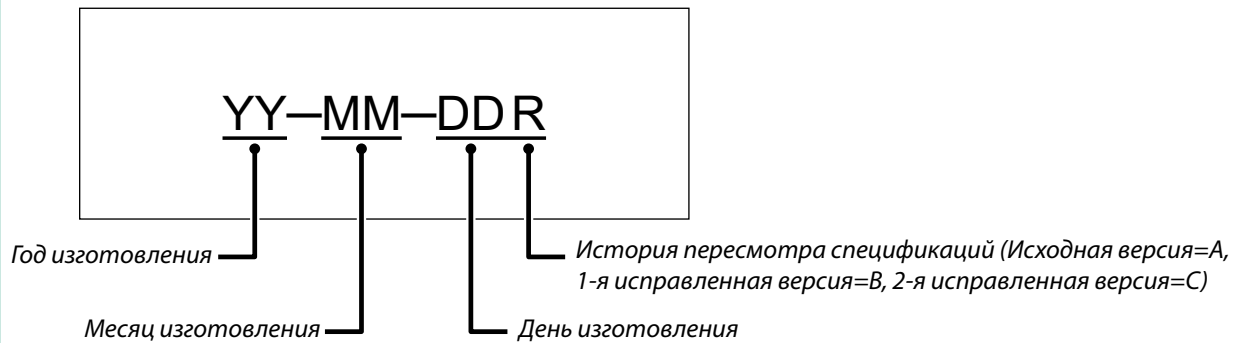 YY—MM—DD R
Год изготовления
История пересмотра спецификаций (Исходная версия=A,
1-я исправленная версия=B, 2-я исправленная версия=C)
Месяц изготовления
День изготовления